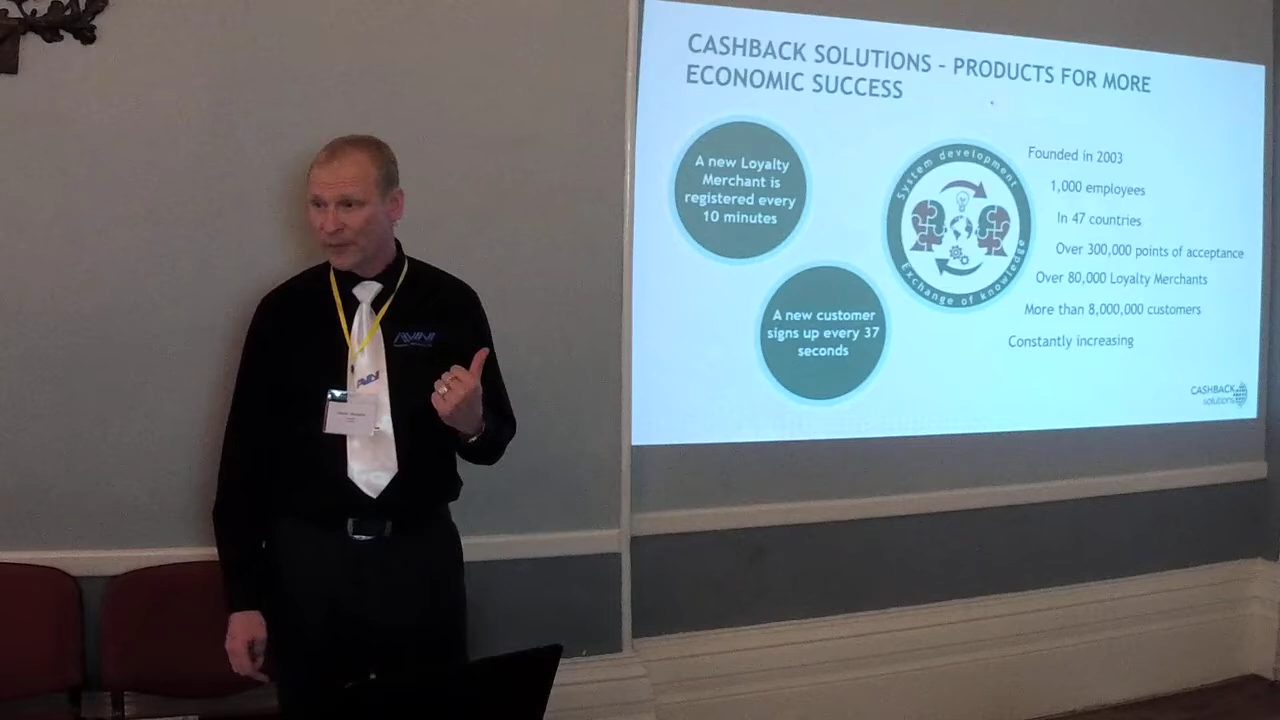 CASHBACK SOLUTIONS – PRODUCTS FOR MORE
ECONOMIC SUCCESS
A new Loyalty
Merchant is
registered every
10 minutes
A new customer
signs up every 37
seconds
System development
Exchange of knowledge
Founded in 2003
1,000 employees
In 47 countries
Over 300,000 points of acceptance
Over 80,000 Loyalty Merchants
More than 8,000,000 customers
Constantly increasing
CASHBACK
solutions